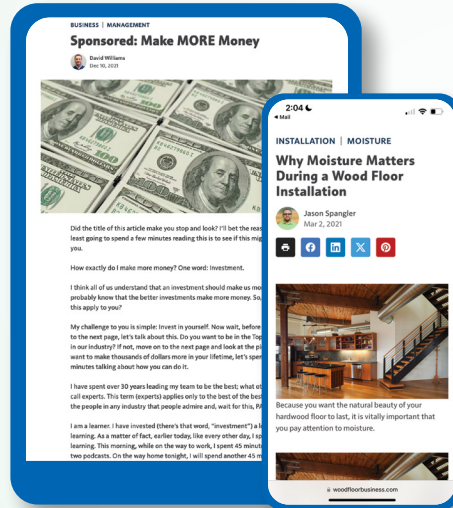 BUSINESS | MANAGEMENT
Sponsored: Make MORE Money
David Williams
Dec 10, 2021
Did the title of this article make you stop and look? I'll bet the reas
least going to spend a few minutes reading this is to see if this mig
you.
How exactly do I make more money? One word: Investment.
I think all of us understand that an investment should make us mo
probably know that the better investments make more money. So,
this apply to you?
My challenge to you is simple: Invest in yourself. Now wait, before
to the next page, let's talk about this. Do you want to be in the Top
in our industry? If not, move on to the next page and look at the pi
want to make thousands of dollars more in your lifetime, let's spen
minutes talking about how you can do it.
I have spent over 30 years leading my team to be the best; what ot
call experts. This term (experts) applies only to the best of the best
the people in any industry that people admire and, wait for this, PA
I am a learner. I have invested (there's that word, "investment") a l
learning. As a matter of fact, earlier today, like every other day, I sp
learning. This morning, while on the way to work, I spent 45 minut
two podcasts. On the way home tonight, I will spend another 45 m
2:04
Mail
INSTALLATION | MOISTURE
Why Moisture Matters
During a Wood Floor
Installation
Jason Spangler
Mar 2, 2021
Because you want the natural beauty of your
hardwood floor to last, it is vitally important that
you pay attention to moisture.
woodfloorbusiness.com